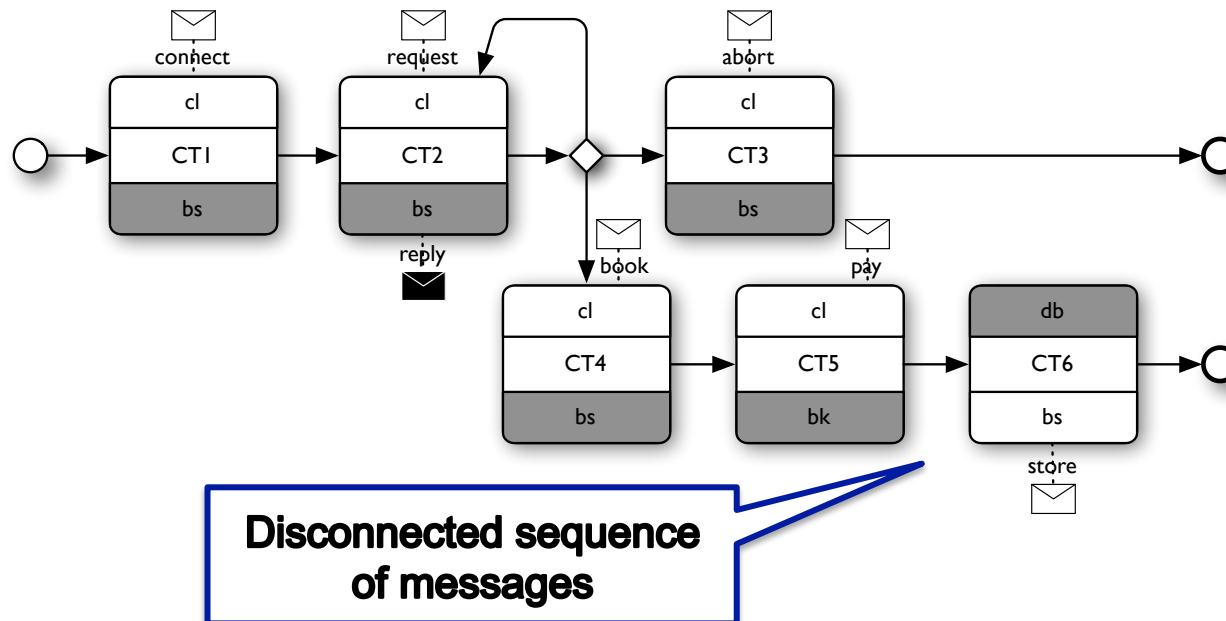 connect
request
abort
cl
cl
cl
CT1
CT2
CT3
bs
bs
bs
reply
book
pay
cl
cl
db
CT4
CT5
CT6
bs
bk
bs
store
Disconnected sequence
of messages